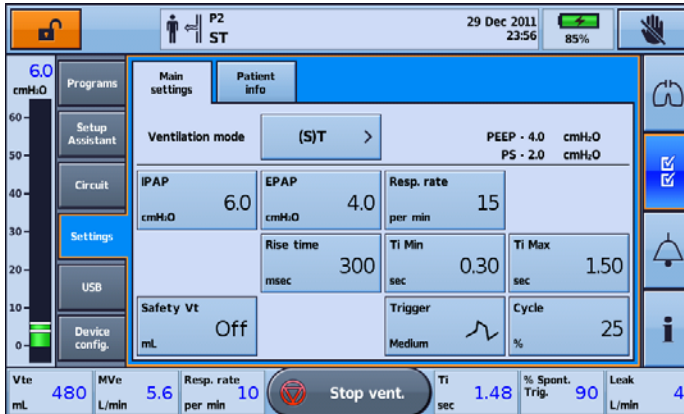 P2
ST
29 Dec 2011
23:56
85%
6.0
cmH₂O
60
50
40
30
20
10
0
Programs
Setup
Assistant
Circuit
Settings
USB
Device
config.
Main
settings
Patient
info
Ventilation mode
(S)T >
PEEP - 4.0 cmH₂O
PS - 2.0 cmH₂O
IPAP
6.0
cmH₂O
EPAP
4.0
cmH₂O
Resp. rate
15
per min
Rise time
300
msec
Ti Min
0.30
sec
Ti Max
1.50
sec
Safety Vt
Off
mL
Trigger
Medium
Cycle
25
%
Vte
480
mL
MVe
5.6
L/min
Resp. rate
10
per min
Stop vent.
Ti
1.48
sec
% Spont.
Trig.
90
Leak
4
L/min